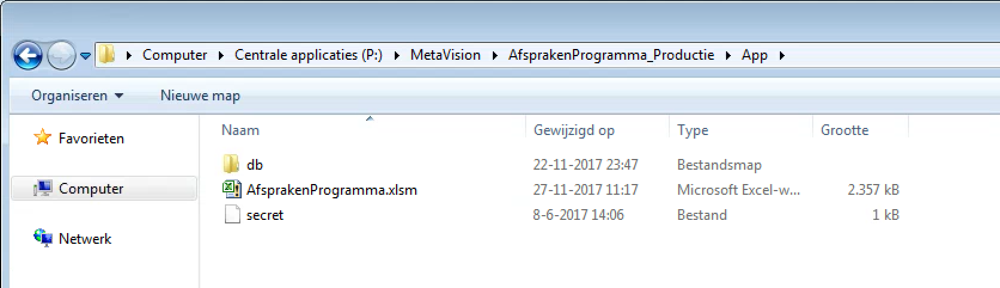 Computer Centrale applicaties (P:) MetaVision AfsprakenProgramma_Productie App
Organiseren Nieuwe map
Naam Gewijzigd op Type Grootte
Favorieten
db 22-11-2017 23:47 Bestandsmap
Computer
AfsprakenProgramma.xlsm 27-11-2017 11:17 Microsoft Excel-w... 2.357 kB
secret 8-6-2017 14:06 Bestand 1 kB
Netwerk